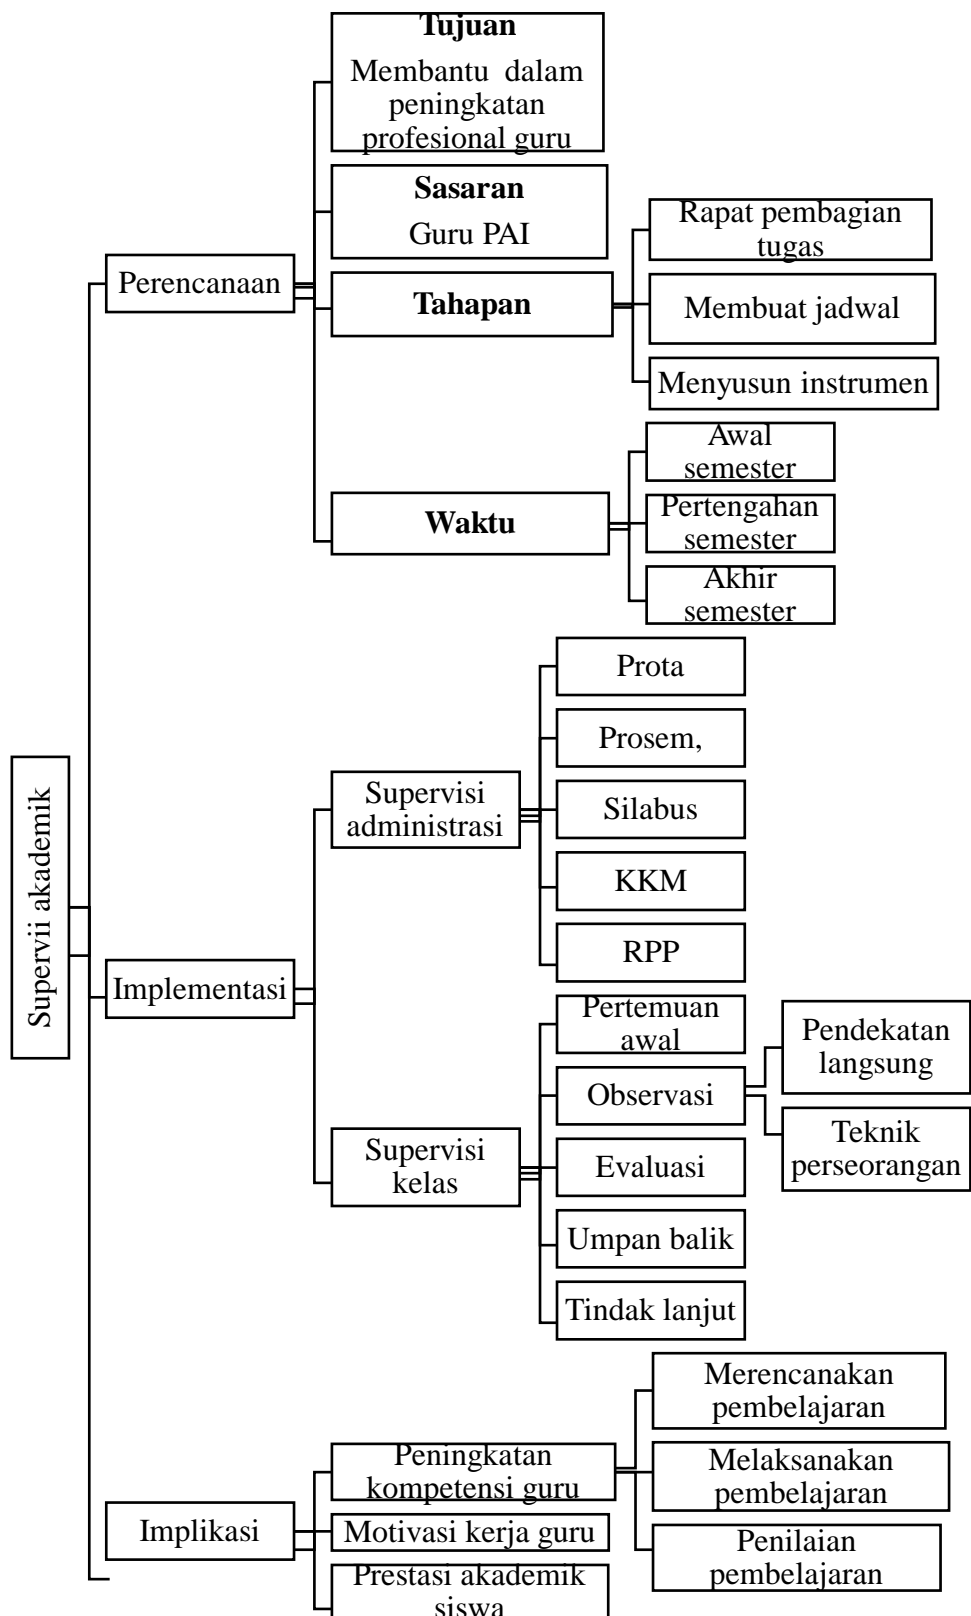 Supervii akademik
Perencanaan
Tujuan
Membantu dalam
peningkatan
profesional guru
Sasaran
Guru PAI
Tahapan
Rapat pembagian
tugas
Membuat jadwal
Menyusun instrumen
Waktu
Awal
semester
Pertengahan
semester
Akhir
semester
Implementasi
Supervisi
administrasi
Prota
Prosem,
Silabus
KKM
RPP
Supervisi
kelas
Pertemuan
awal
Observasi
Pendekatan
langsung
Teknik
perseorangan
Evaluasi
Umpan balik
Tindak lanjut
Implikasi
Peningkatan
kompetensi guru
Merencanakan
pembelajaran
Melaksanakan
pembelajaran
Penilaian
pembelajaran
Motivasi kerja guru
Prestasi akademik
siswa